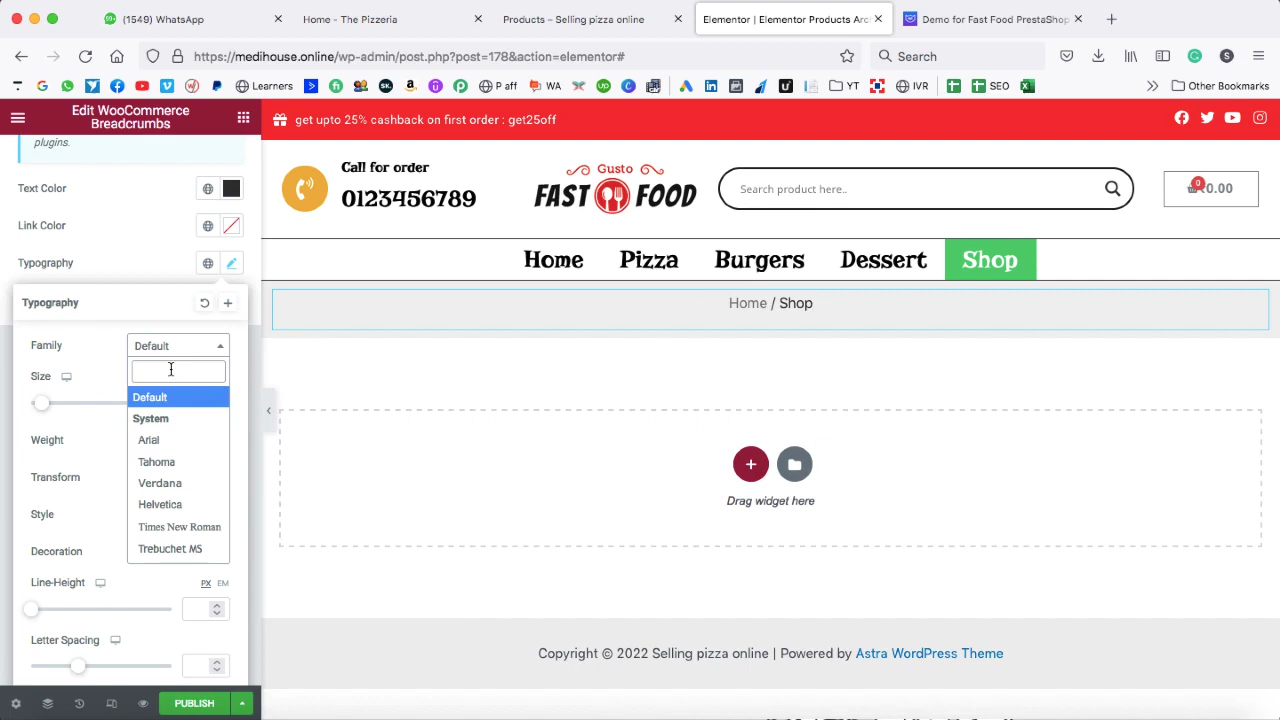 (1549) WhatsApp
Home - The Pizzeria
Products – Selling pizza online
Elementor | Elementor Products Arc
Demo for Fast Food PrestaShop
https://medihouse.online/wp-admin/post.php?post=178&action=elementor#
Search
S
Learners
P aff
WA
YT
IVR
SEO
Other Bookmarks
Edit WooCommerce
Breadcrumbs
get upto 25% cashback on first order : get25off
plugins.
Text Color
Link Color
Typography
Typography
Family
Default
Size
Default
System
Arial
Weight
Tahoma
Transform
Verdana
Helvetica
Style
Times New Roman
Decoration
Trebuchet MS
Line-Height
PX EM
Letter Spacing
PUBLISH
Call for order
0123456789
Gusto
FAST FOOD
Search product here..
0
0.00
Home
Pizza
Burgers
Dessert
Shop
Home / Shop
Drag widget here
Copyright © 2022 Selling pizza online | Powered by Astra WordPress Theme